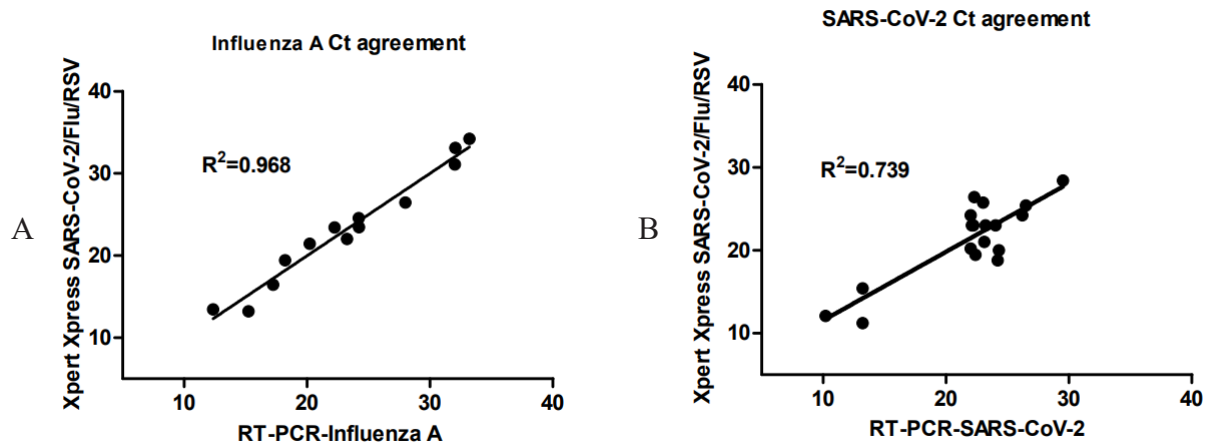 A
Influenza A Ct agreement
Xpert Xpress SARS-CoV-2/Flu/RSV
40
30
20
10
R²=0.968
10 20 30 40
RT-PCR-Influenza A
B
SARS-CoV-2 Ct agreement
Xpert Xpress SARS-CoV-2/Flu/RSV
40
30
20
10
R²=0.739
10 20 30 40
RT-PCR-SARS-CoV-2